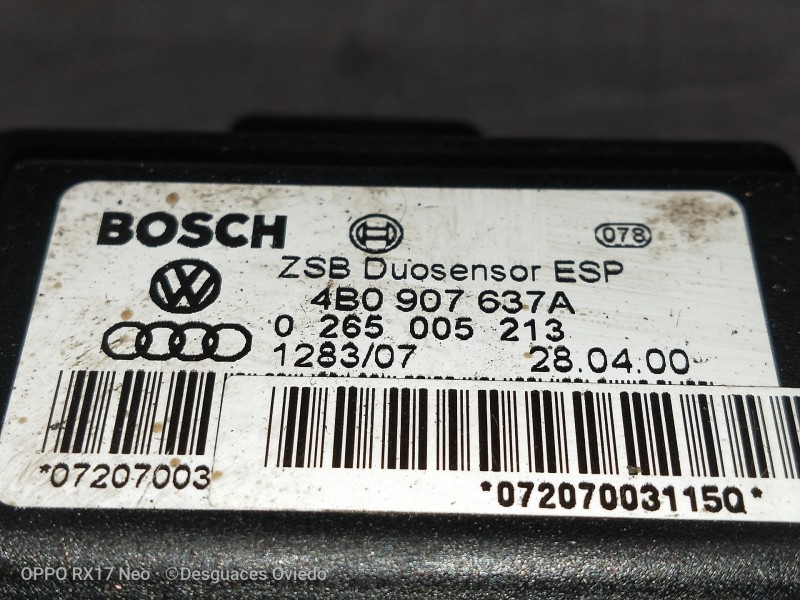 BOSCH
078
ZSB Duosensor ESP
4B0 907 637A
0 265 005 213
1283/07 28.04.00
*07207003
*07207003115Q*
OPPO RX17 Neo · ©Desguaces Oviedo